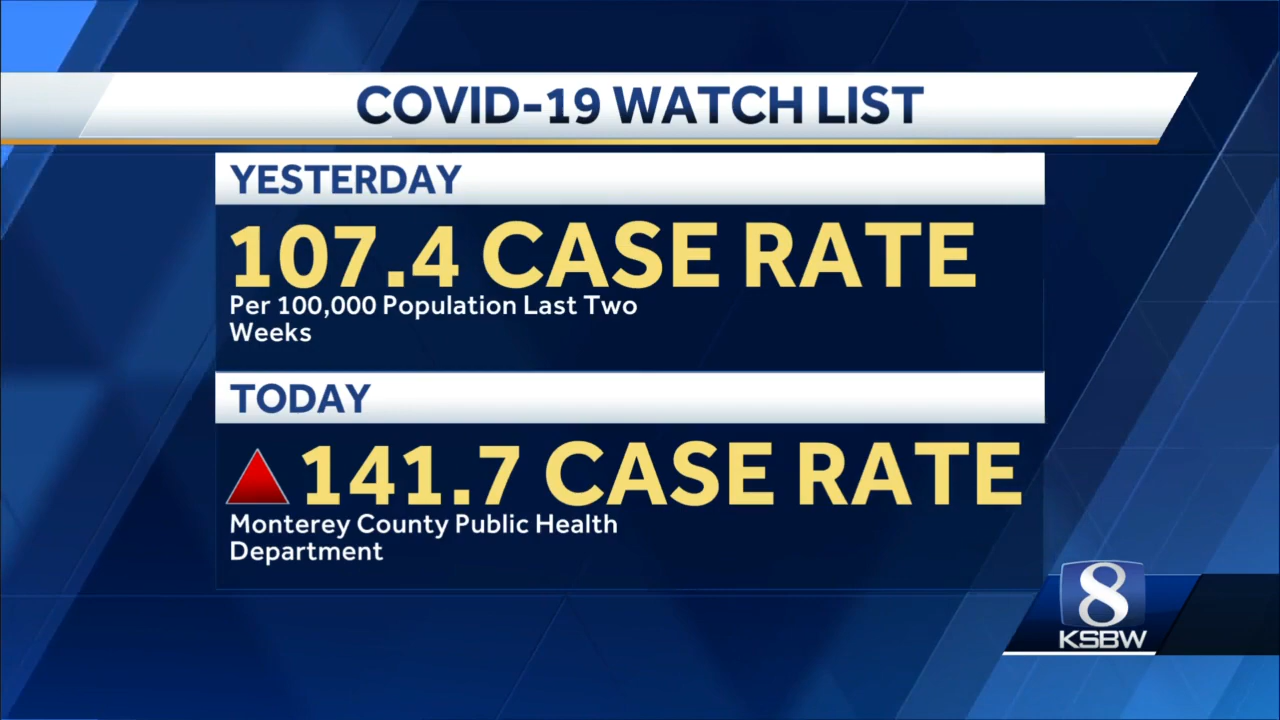 COVID-19 WATCH LIST
YESTERDAY
107.4 CASE RATE
Per 100,000 Population Last Two
Weeks
TODAY
141.7 CASE RATE
Monterey County Public Health
Department
8
KSBW